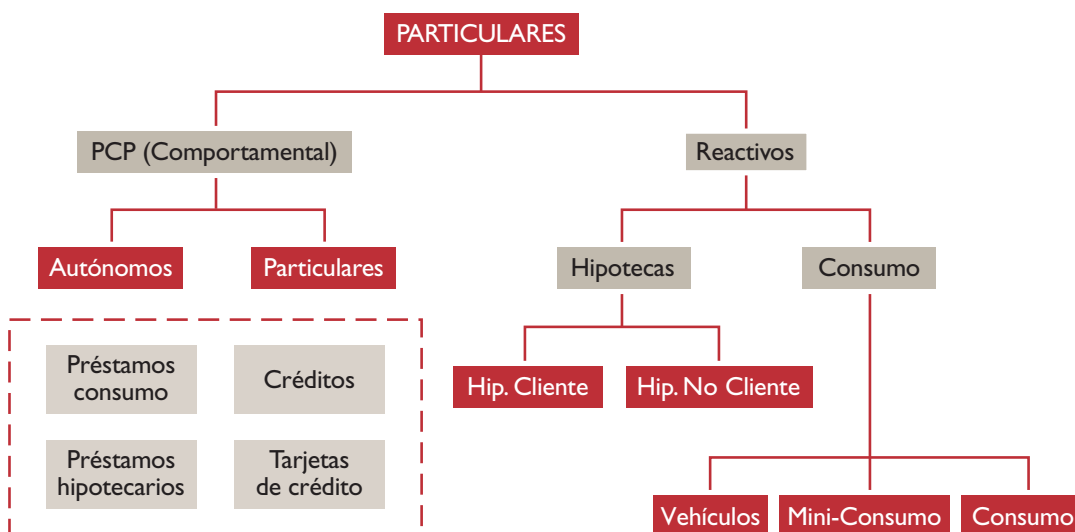 PARTICULARES
PCP (Comportamental)
Reactivos
Autónomos
Particulares
Hipotecas
Consumo
Préstamos
consumo
Créditos
Hip. Cliente
Hip. No Cliente
Préstamos
hipotecarios
Tarjetas
de crédito
Vehículos
Mini-Consumo
Consumo